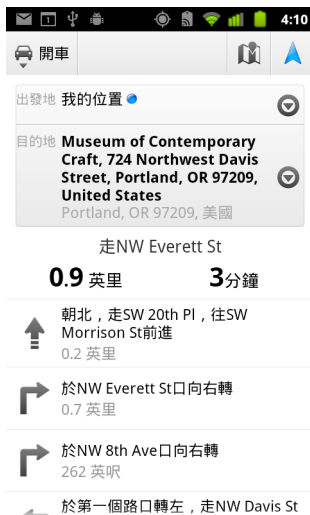 1
4:10
開車
出發地 我的位置
目的地 Museum of Contemporary
Craft, 724 Northwest Davis
Street, Portland, OR 97209,
United States
Portland, OR 97209, 美國
走NW Everett St
0.9 英里 3分鐘
朝北，走SW 20th Pl，往SW
Morrison St前進
0.2 英里
於NW Everett St口向右轉
0.7 英里
於NW 8th Ave口向右轉
262 英呎
於第一個路口轉左，走NW Davis St